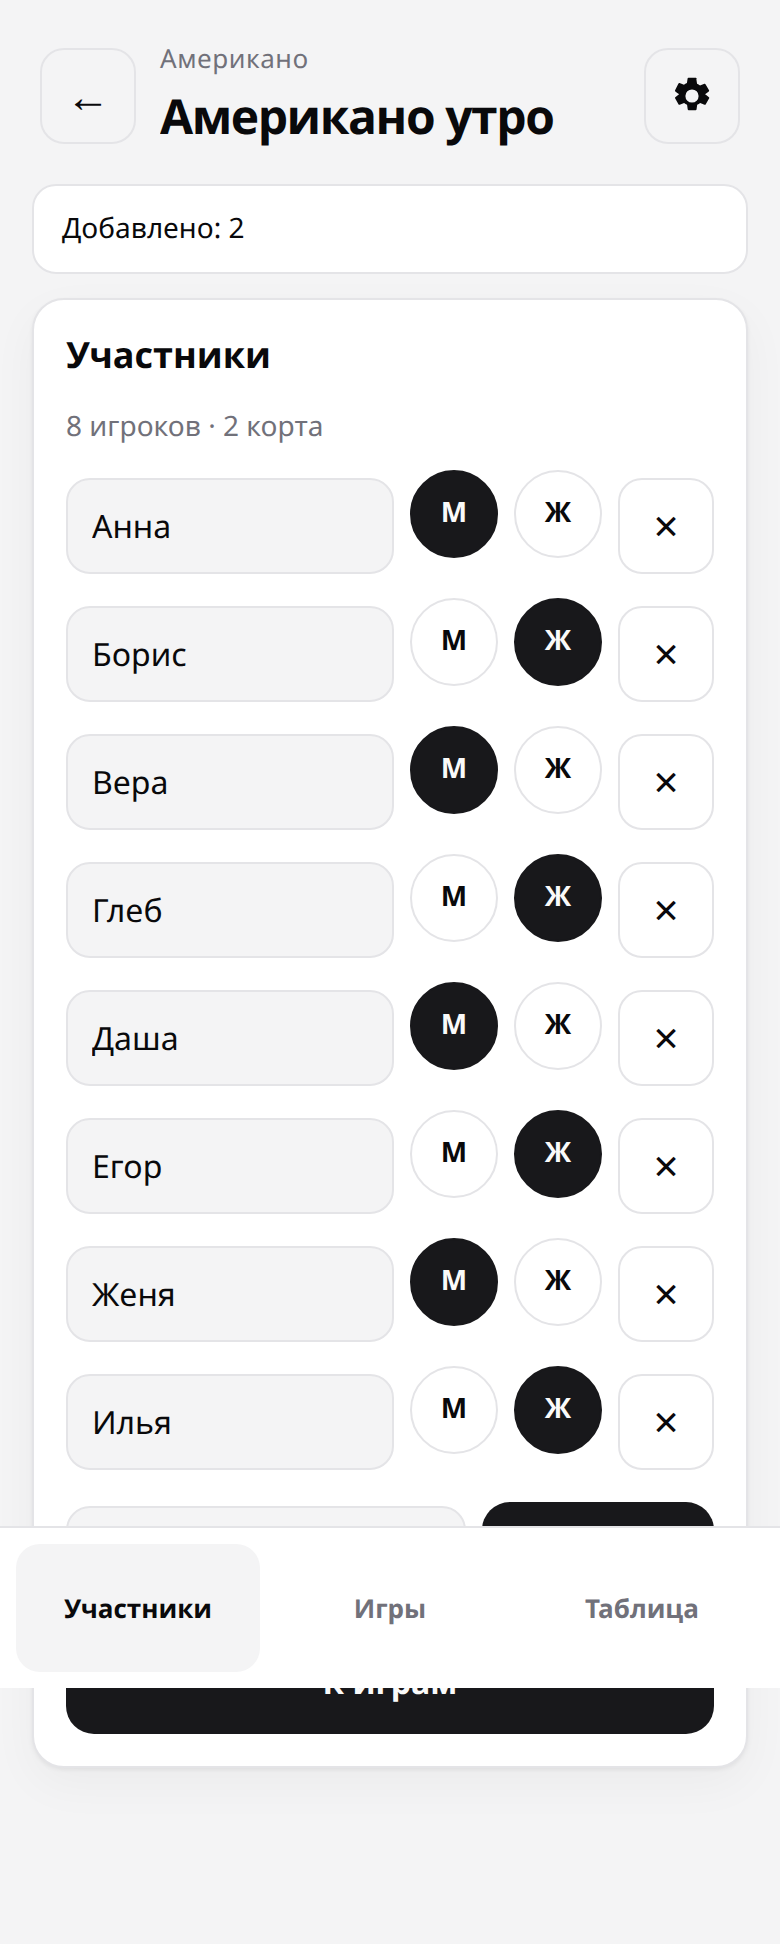 ←
Американо
Американо утро
Добавлено: 2
Участники
8 игроков · 2 корта
Анна М Ж ✕
Борис М Ж ✕
Вера М Ж ✕
Глеб М Ж ✕
Даша М Ж ✕
Егор М Ж ✕
Женя М Ж ✕
Илья М Ж ✕
Участники Игры Таблица
К играм